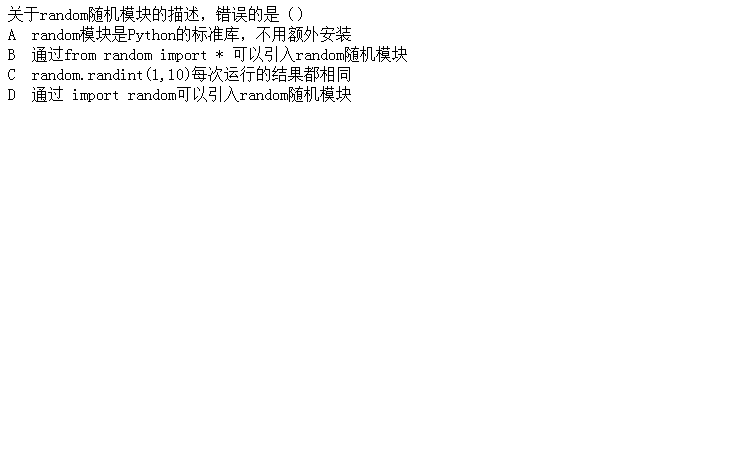 关于random随机模块的描述，错误的是（）
A  random模块是Python的标准库，不用额外安装
B  通过from random import * 可以引入random随机模块
C  random.randint(1,10)每次运行的结果都相同
D  通过 import random可以引入random随机模块